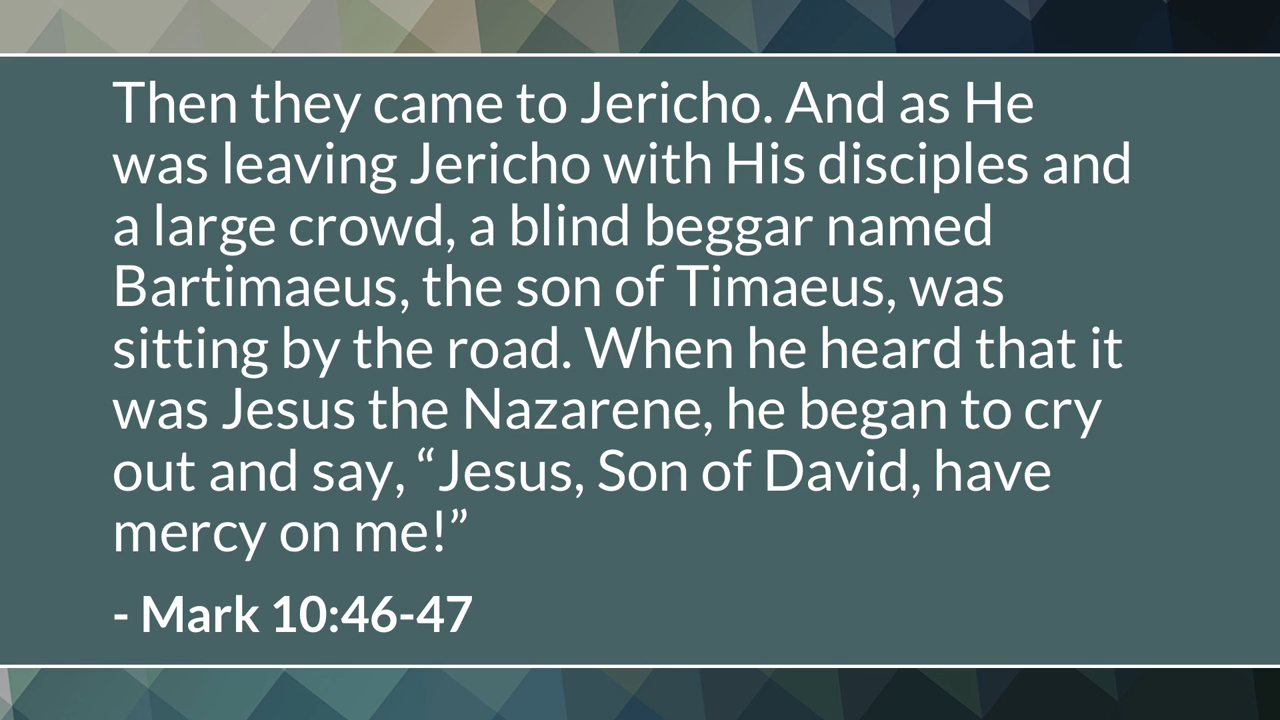 Then they came to Jericho. And as He
was leaving Jericho with His disciples and
a large crowd, a blind beggar named
Bartimaeus, the son of Timaeus, was
sitting by the road. When he heard that it
was Jesus the Nazarene, he began to cry
out and say, “Jesus, Son of David, have
mercy on me!”
- Mark 10:46-47